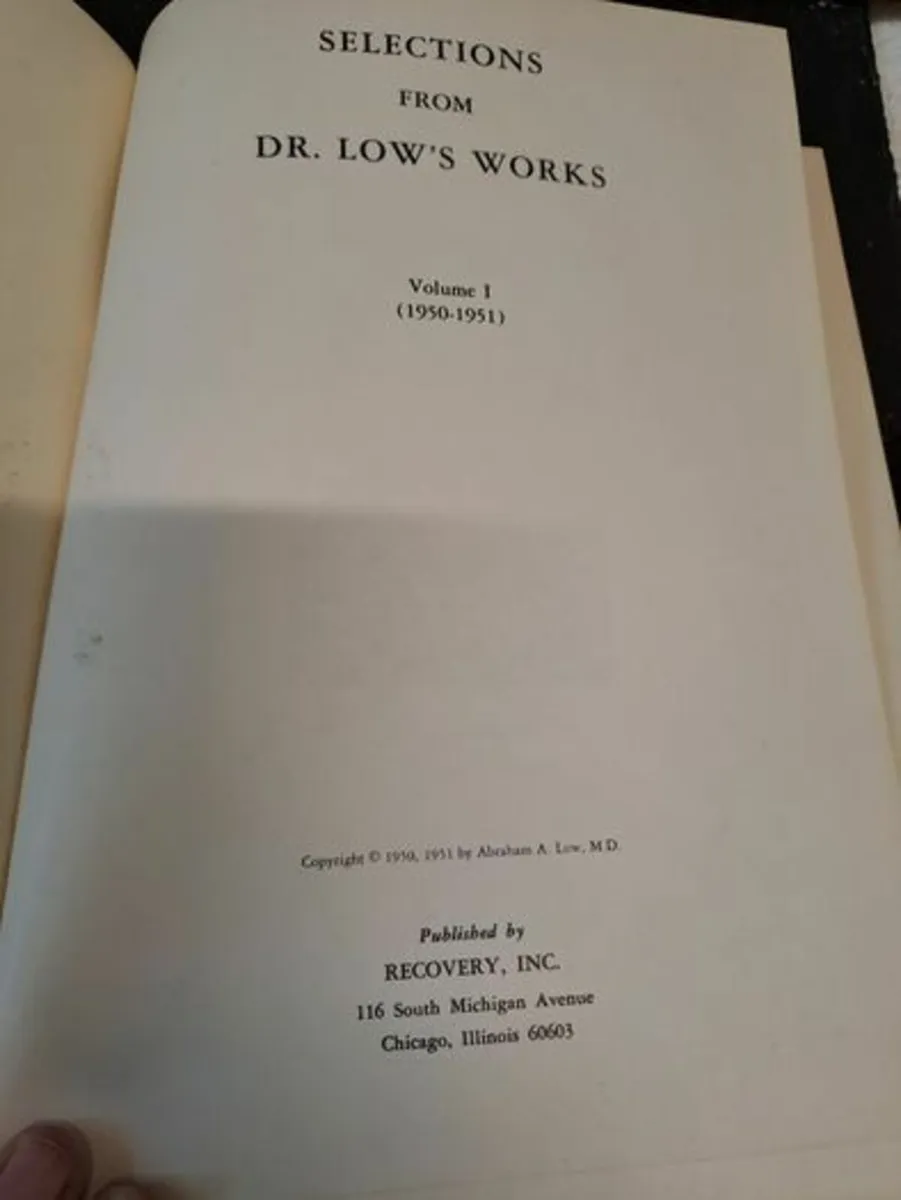 SELECTIONS
FROM
DR. LOW'S WORKS
Volume I
(1950-1951)
Copyright © 1950, 1951 by Abraham A. Low, M.D.
Published by
RECOVERY, INC.
116 South Michigan Avenue
Chicago, Illinois 60603